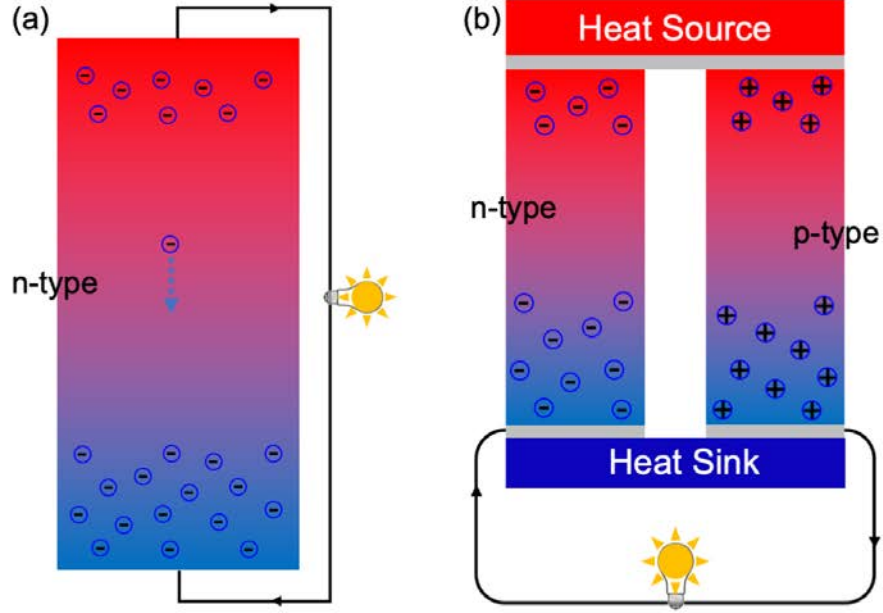 (a)
n-type
(b)
Heat Source
n-type
p-type
Heat Sink